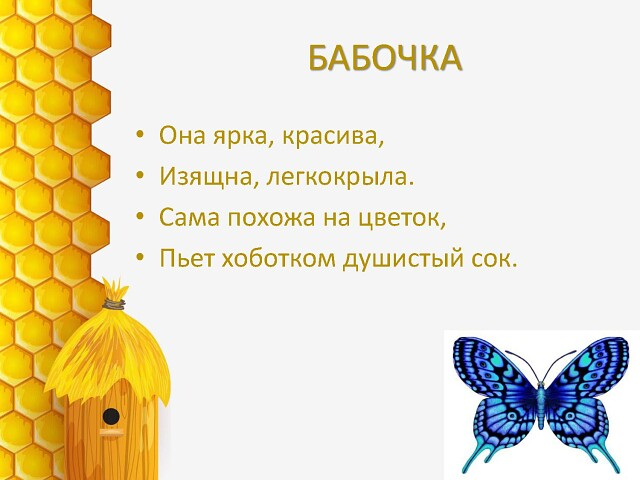 БАБОЧКА
• Она ярка, красива,
• Изящна, легкокрыла.
• Сама похожа на цветок,
• Пьет хоботком душистый сок.